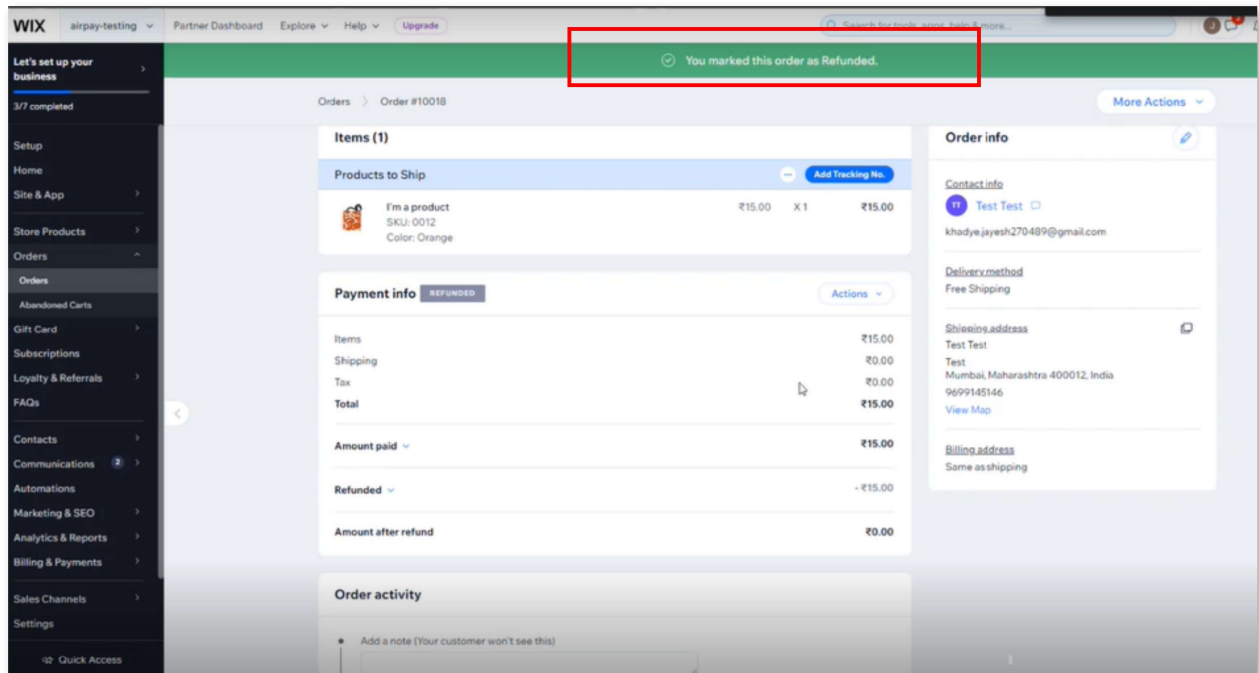 WIX airpay-testing Partner Dashboard Explore Help Upgrade Search for tools, apps, help & more... J
Let's set up your
business
3/7 completed
Setup
Home
Site & App
Store Products
Orders
Orders
Abandoned Carts
Gift Card
Subscriptions
Loyalty & Referrals
FAQs
Contacts
Communications 2
Automations
Marketing & SEO
Analytics & Reports
Billing & Payments
Sales Channels
Settings
Quick Access
You marked this order as Refunded.
Orders > Order #10018
More Actions
Items (1)
Products to Ship ... Add Tracking No.
I'm a product ₹15.00 X 1 ₹15.00
SKU: 0012
Color: Orange
Payment info REFUNDED Actions
Items ₹15.00
Shipping ₹0.00
Tax ₹0.00
Total ₹15.00
Amount paid ₹15.00
Refunded - ₹15.00
Amount after refund ₹0.00
Order activity
Add a note (Your customer won't see this)
Order info
Contact info
TT Test Test
khadye.jayesh270489@gmail.com
Delivery method
Free Shipping
Shipping address
Test Test
Test
Mumbai, Maharashtra 400012, India
9699145146
View Map
Billing address
Same as shipping